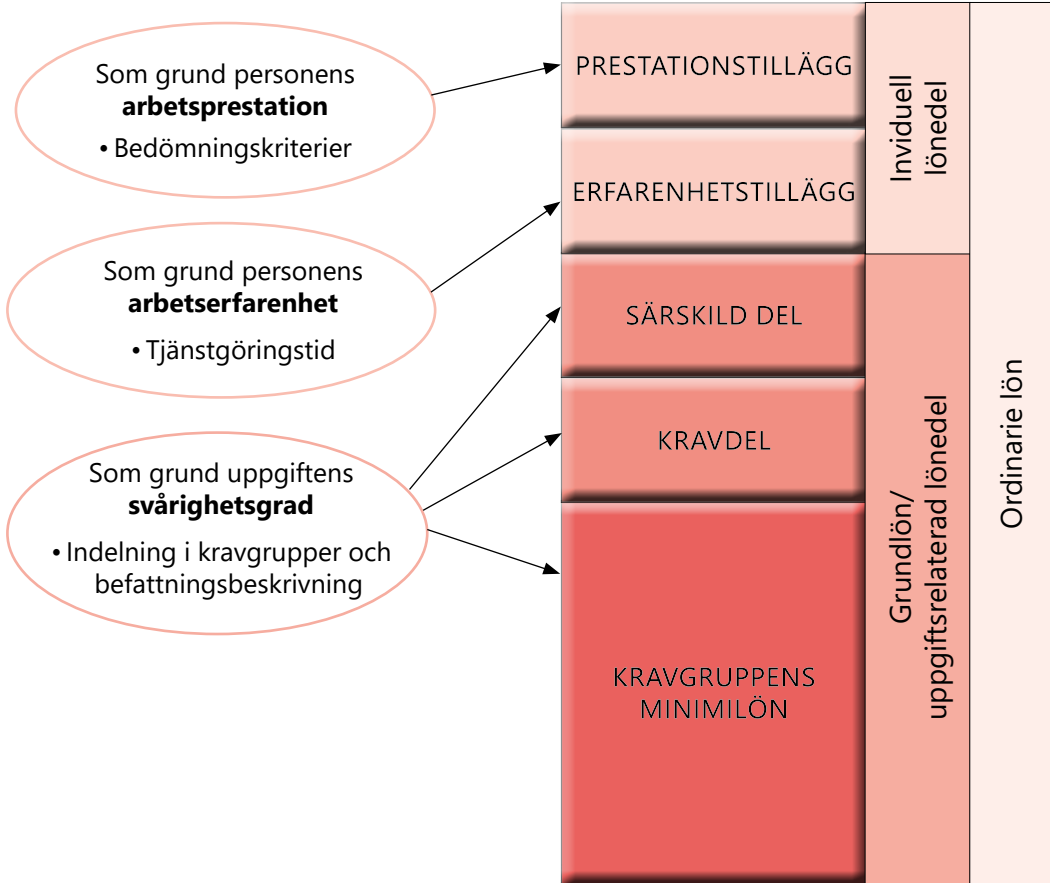 Som grund personens
arbetsprestation
• Bedömningskriterier
Som grund personens
arbetserfarenhet
• Tjänstgöringstid
Som grund uppgiftens
svårighetsgrad
• Indelning i kravgrupper och
befattningsbeskrivning
PRESTATIONSTILLÄGG
ERFARENHETSTILLÄGG
SÄRSKILD DEL
KRAVDEL
KRAVGRUPPENS
MINIMILÖN
Inviduell
lönedel
Grundlön/
uppgiftsrelaterad lönedel
Ordinarie lön